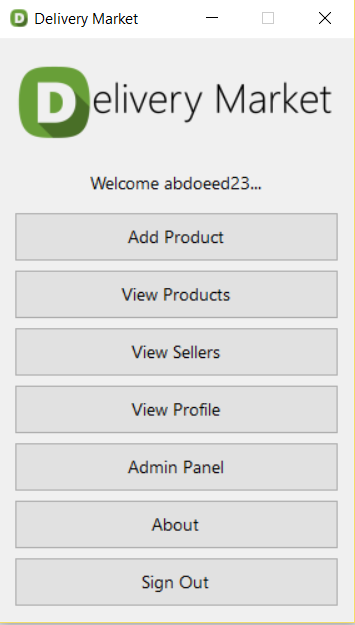 Delivery Market
Delivery Market
Welcome abdoeed23...
Add Product
View Products
View Sellers
View Profile
Admin Panel
About
Sign Out